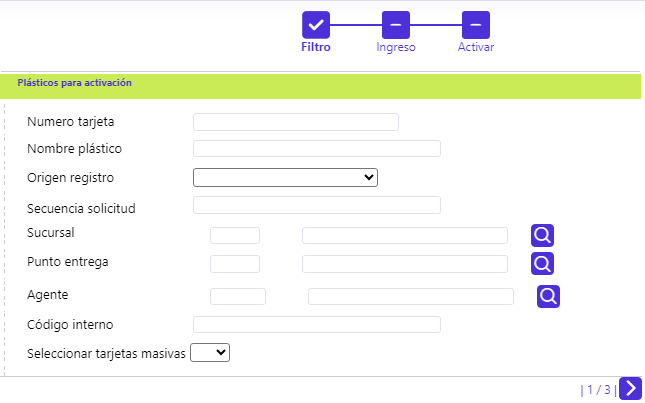 Filtro Ingreso Activar
Plásticos para activación
Numero tarjeta
Nombre plástico
Origen registro
Secuencia solicitud
Sucursal
Punto entrega
Agente
Código interno
Seleccionar tarjetas masivas
| 1 / 3 |